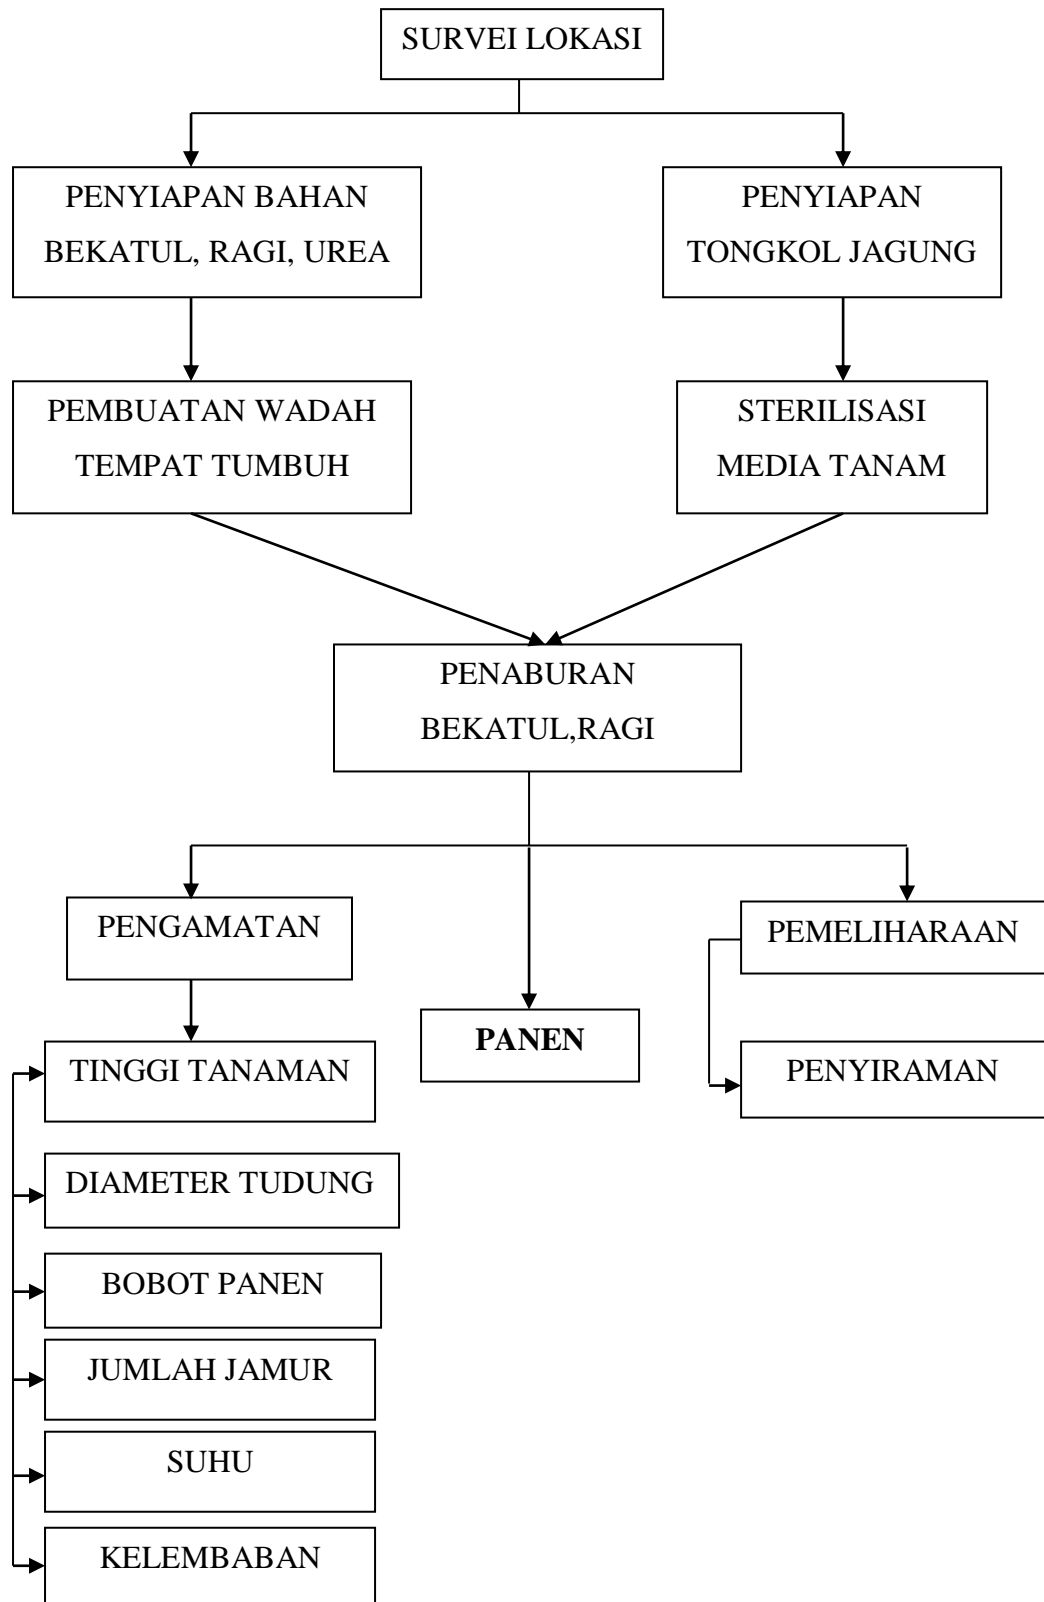 SURVEI LOKASI
PENYIAPAN BAHAN
BEKATUL, RAGI, UREA
PENYIAPAN
TONGKOL JAGUNG
PEMBUATAN WADAH
TEMPAT TUMBUH
STERILISASI
MEDIA TANAM
PENABURAN
BEKATUL,RAGI
PENGAMATAN
PEMELIHARAAN
PANEN
TINGGI TANAMAN
PENYIRAMAN
DIAMETER TUDUNG
BOBOT PANEN
JUMLAH JAMUR
SUHU
KELEMBABAN